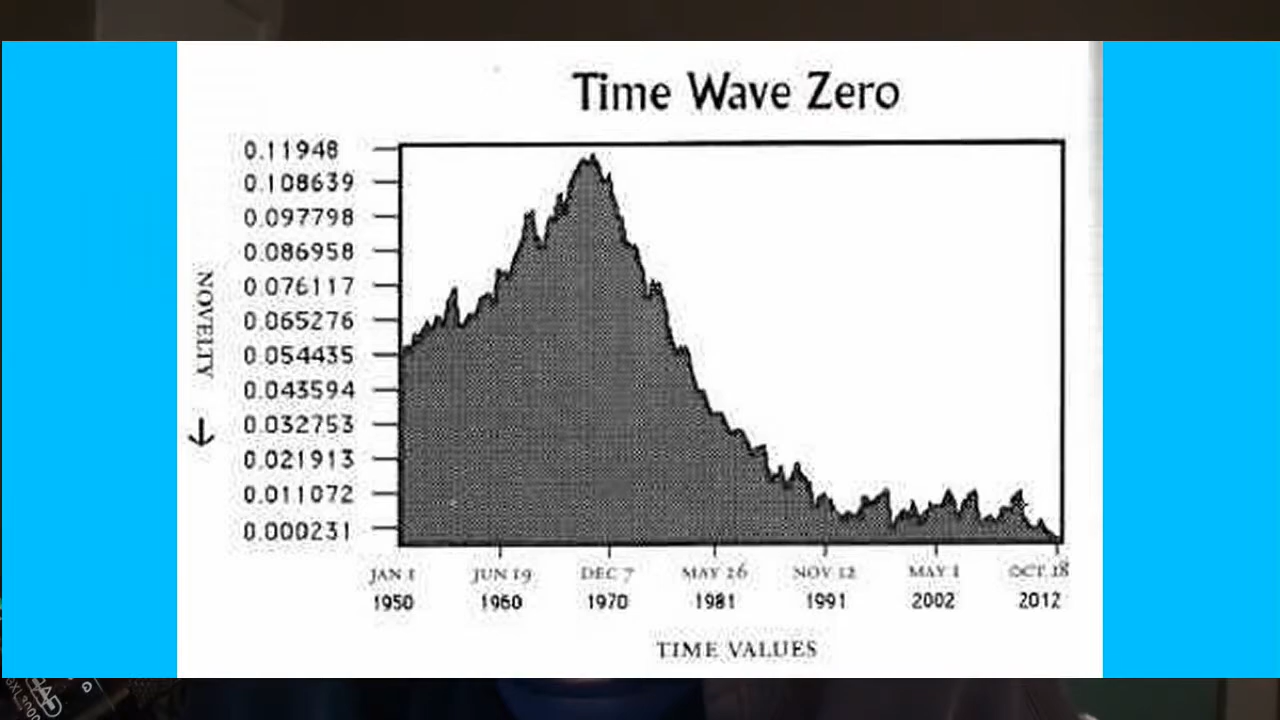 Time Wave Zero
0.11948
0.108639
0.097798
0.086958
0.076117
0.065276
0.054435
0.043594
0.032753
0.021913
0.011072
0.000231
NOVELTY
JAN 1 JUN 19 DEC 7 MAY 26 NOV 12 MAY 1 OCT 18
1950 1960 1970 1981 1991 2002 2012
TIME VALUES